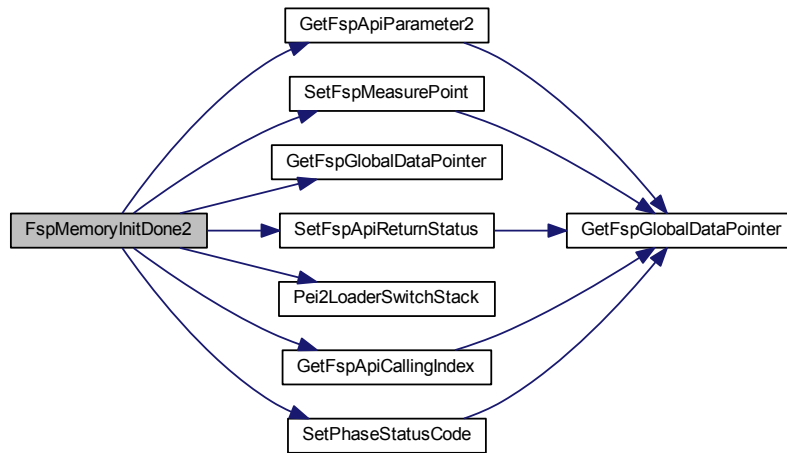 GetFspApiParameter2
SetFspMeasurePoint
GetFspGlobalDataPointer
FspMemoryInitDone2
SetFspApiReturnStatus
GetFspGlobalDataPointer
Pei2LoaderSwitchStack
GetFspApiCallingIndex
SetPhaseStatusCode